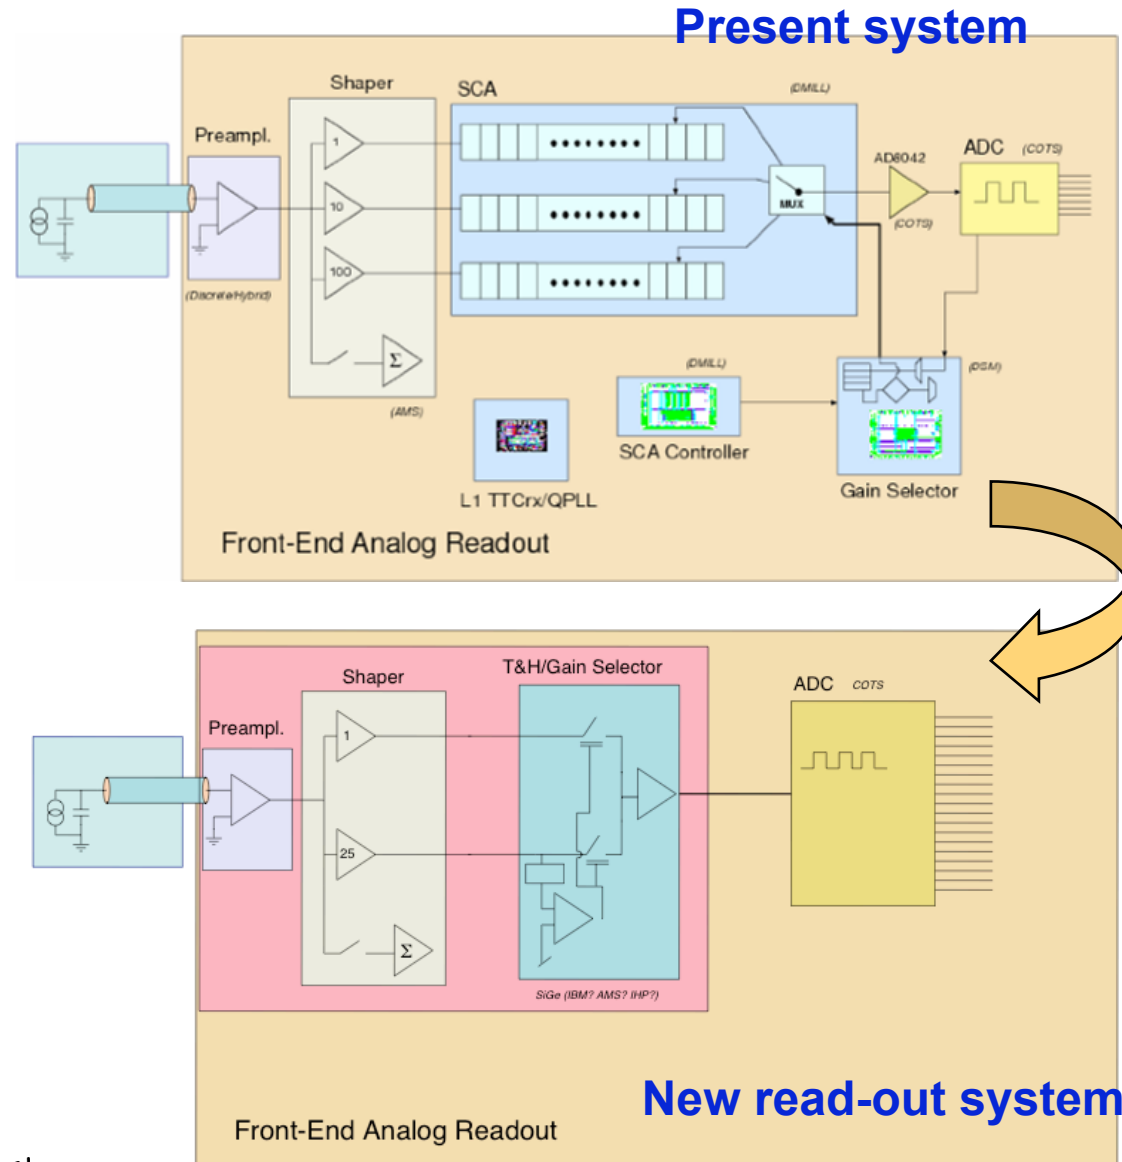 Present system
Shaper
SCA
(DMILL)
Preampl.
1
10
100
Σ
MUX
AD8042
(COTS)
ADC
(COTS)
(Discrete/Hybrid)
(AMS)
(DMILL)
(DSM)
SCA Controller
Gain Selector
L1 TTCrx/QPLL
Front-End Analog Readout
T&H/Gain Selector
Shaper
Preampl.
1
25
Σ
ADC COTS
SiGe (IBM? AMS? IHP?)
New read-out system
Front-End Analog Readout